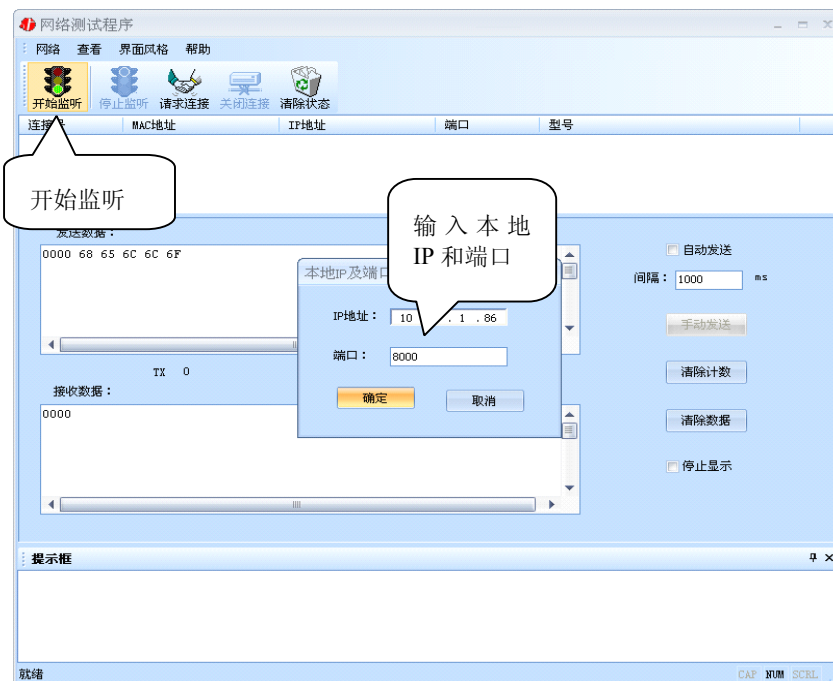 网络测试程序
网络 查看 界面风格 帮助
开始监听 停止监听 请求连接 关闭连接 清除状态
MAC地址 IP地址 端口 型号
开始监听
输入本地
IP和端口
发送数据：
0000 68 65 6C 6C 6F
自动发送
间隔： 1000 ms
手动发送
本地IP及端口
IP地址： 10 . 1 . 86
端口： 8000
确定 取消
TX 0
清除计数
接收数据：
0000
清除数据
停止显示
提示框
就绪
CAP NUM SCRL